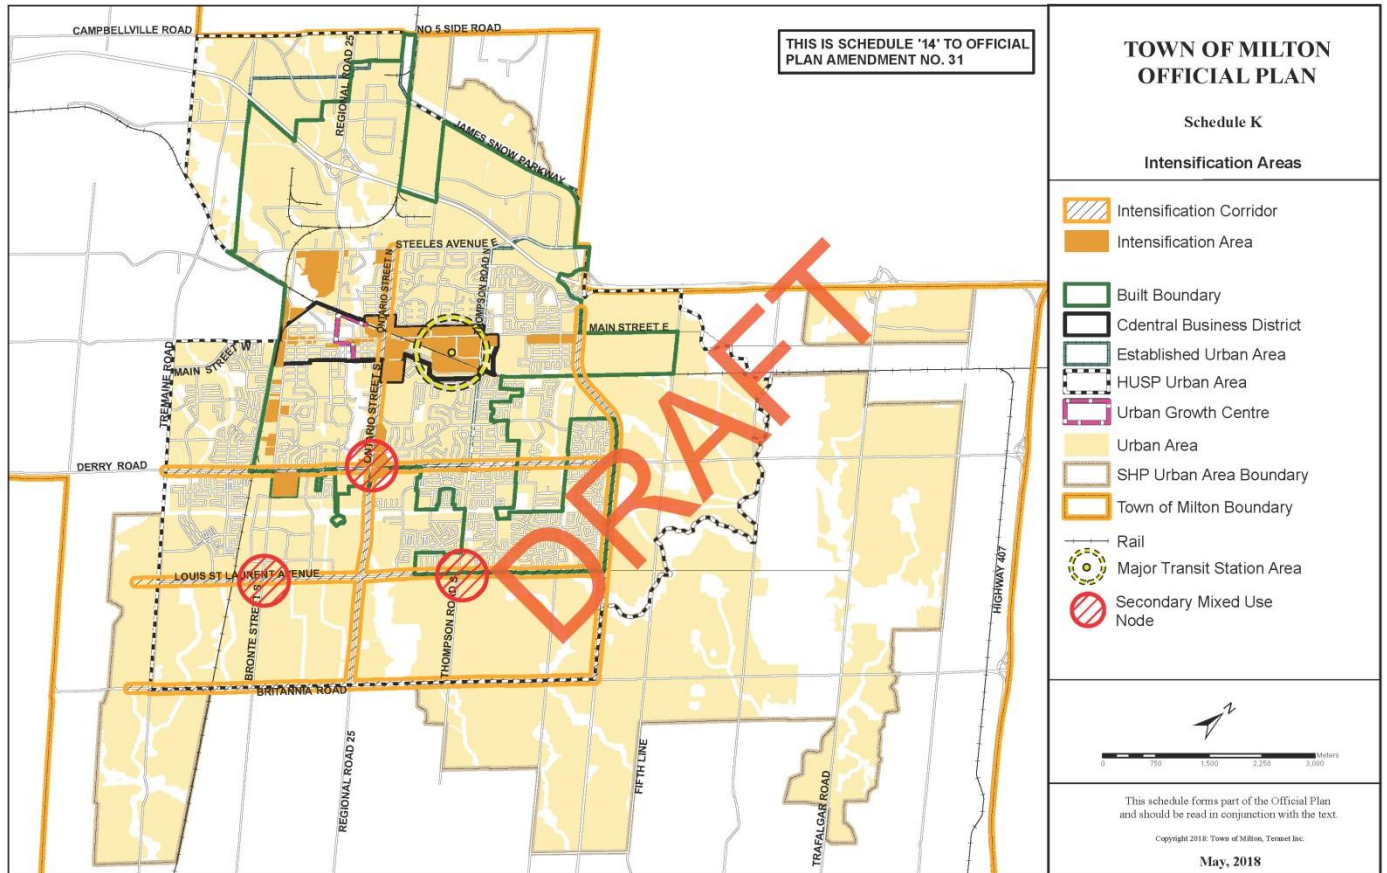 CAMPBELLVILLE ROAD
NO 5 SIDE ROAD
REGIONAL ROAD 25
THIS IS SCHEDULE '14' TO OFFICIAL
PLAN AMENDMENT NO. 31
JAMES SNOW PARKWAY
STEELES AVENUE E
ONTARIO STREET N
THOMPSON ROAD N
MAIN STREET E
MAIN STREET W
TREMAINE ROAD
ONTARIO STREET S
DERRY ROAD
LOUIS ST LAURENT AVENUE
BRONTE STREET S
THOMPSON ROAD S
BRITANNIA ROAD
REGIONAL ROAD 25
FIFTH LINE
TRAFALGAR ROAD
HIGHWAY 407
DRAFT
TOWN OF MILTON
OFFICIAL PLAN
Schedule K
Intensification Areas
Intensification Corridor
Intensification Area
Built Boundary
Cdentral Business District
Established Urban Area
HUSP Urban Area
Urban Growth Centre
Urban Area
SHP Urban Area Boundary
Town of Milton Boundary
Rail
Major Transit Station Area
Secondary Mixed Use
Node
N
Meters
0 750 1,500 2,250 3,000
This schedule forms part of the Official Plan
and should be read in conjunction with the text.
Copyright 2018: Town of Milton, Teranet Inc.
May, 2018